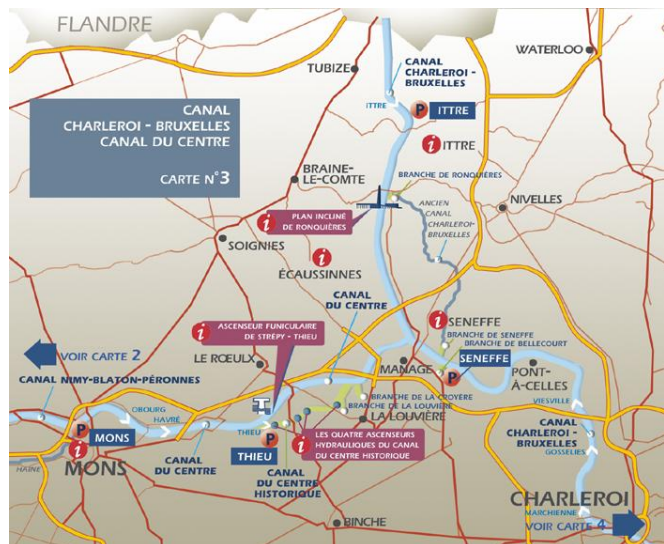 FLANDRE
WATERLOO
TUBIZE
CANAL
CHARLEROI -
BRUXELLES
ITTRE
P ITTRE
CANAL
CHARLEROI - BRUXELLES
CANAL DU CENTRE
CARTE N°3
i ITTRE
BRAINE-
LE-COMTE
BRANCHE DE RONQUIÈRES
NIVELLES
ANCIEN
CANAL
CHARLEROI-
BRUXELLES
i PLAN INCLINÉ
DE RONQUIÈRES
SOIGNIES
i
ÉCAUSSINNES
CANAL
DU CENTRE
i ASCENSEUR FUNICULAIRE
DE STRÉPY - THIEU
i SENEFFE
BRANCHE DE SENEFFE
BRANCHE DE BELLECOURT
VOIR CARTE 2
LE RŒULX
MANAGE
P SENEFFE
PONT-
À-CELLES
CANAL NIMY-BLATON-PÉRONNES
BRANCHE DE LA CROYÈRE
BRANCHE DE LA LOUVIÈRE
LA LOUVIÈRE
VIESVILLE
OBOURG
HAVRÉ
P MONS
i
MONS
HAINE
CANAL
DU CENTRE
THIEU
P
THIEU
i LES QUATRE ASCENSEURS
HYDRAULIQUES DU CANAL
DU CENTRE HISTORIQUE
CANAL
DU CENTRE
HISTORIQUE
CANAL
CHARLEROI -
BRUXELLES
GOSSELIES
CHARLEROI
MARCHIENNE
VOIR CARTE 4
BINCHE